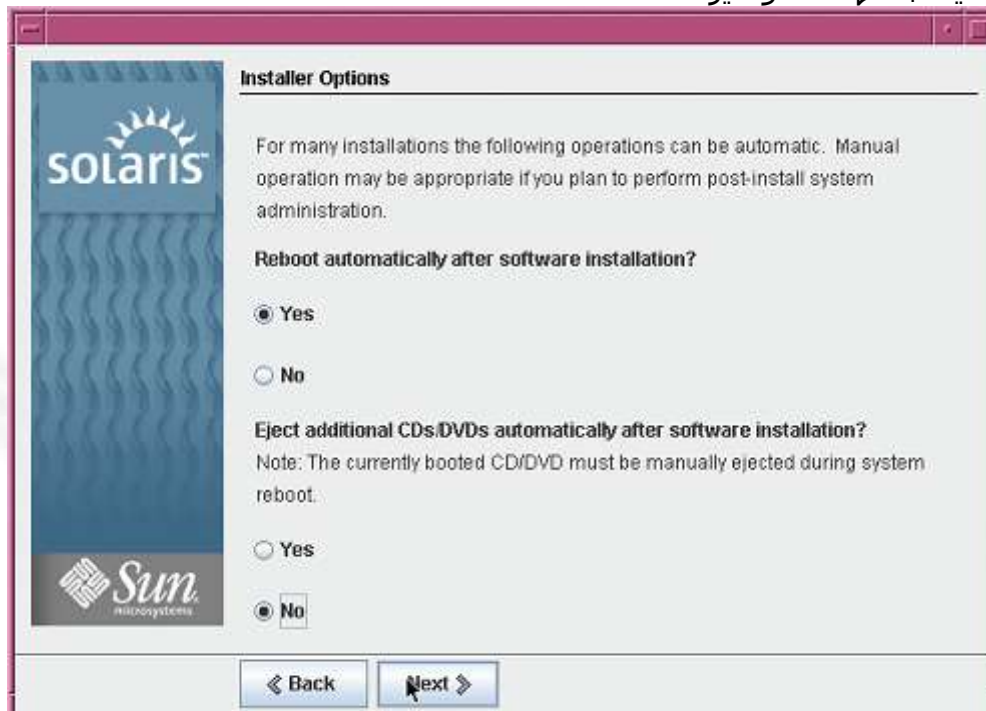 Installer Options
solaris™
For many installations the following operations can be automatic. Manual
operation may be appropriate if you plan to perform post-install system
administration.
Reboot automatically after software installation?
Yes
No
Eject additional CDs/DVDs automatically after software installation?
Note: The currently booted CD/DVD must be manually ejected during system
reboot.
Yes
Sun
microsystems
No
Back
Next